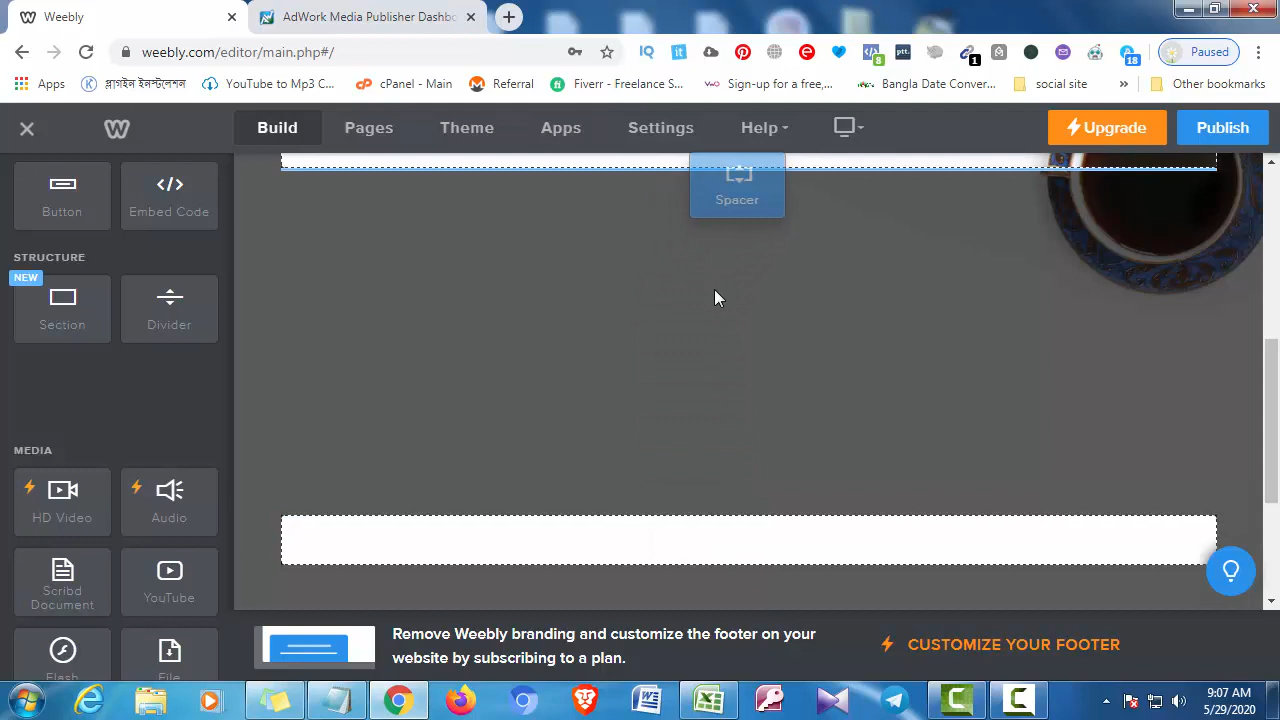 Weebly
AdWork Media Publisher Dashbo
weebly.com/editor/main.php#/
Paused
Apps
প্লাগইন ইনস্টলেশন
YouTube to Mp3 C...
cPanel - Main
Referral
Fiverr - Freelance S...
Sign-up for a free,...
Bangla Date Conver...
social site
Other bookmarks
Build
Pages
Theme
Apps
Settings
Help
Upgrade
Publish
Button
Embed Code
Spacer
STRUCTURE
NEW
Section
Divider
MEDIA
HD Video
Audio
Scribd
Document
YouTube
Flash
File
Remove Weebly branding and customize the footer on your
website by subscribing to a plan.
CUSTOMIZE YOUR FOOTER
9:07 AM
5/29/2020